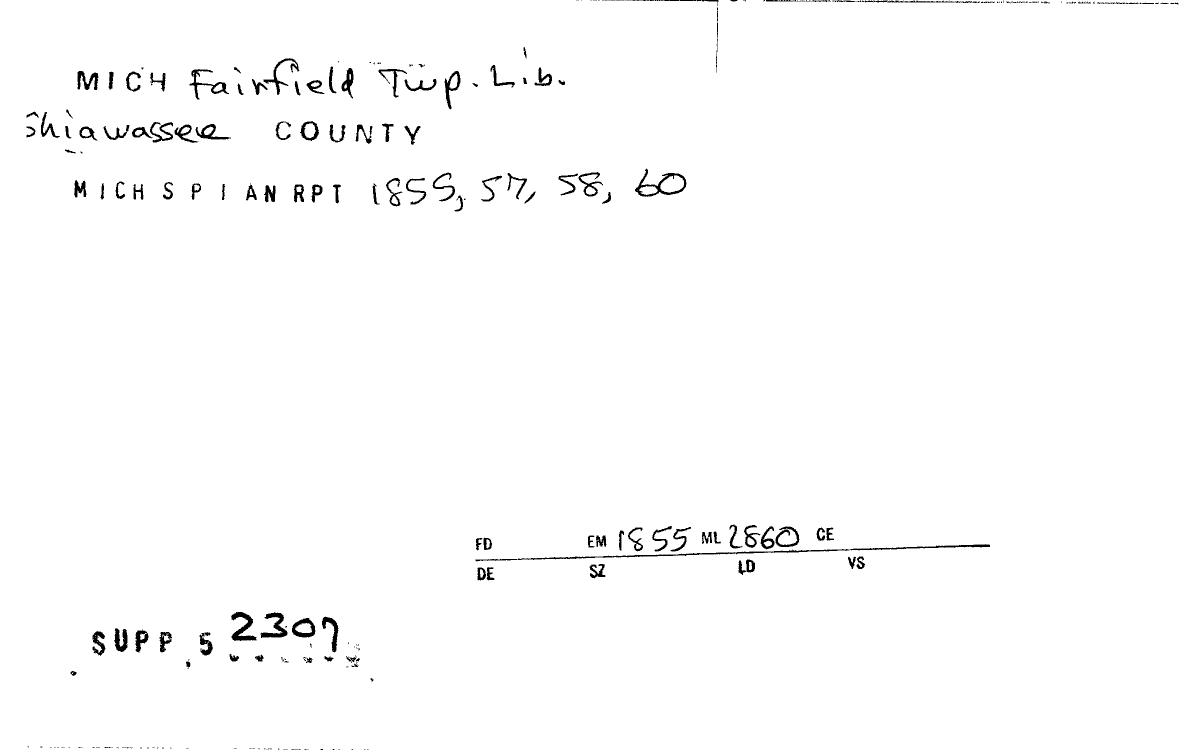 MICH Fairfield Twp. Lib.
Shiawassee COUNTY
MICH S P I AN RPT 1855, 57, 58, 60
FD EM 1855 ML 2860 CE
DE SZ LD VS
SUPP 5 2307